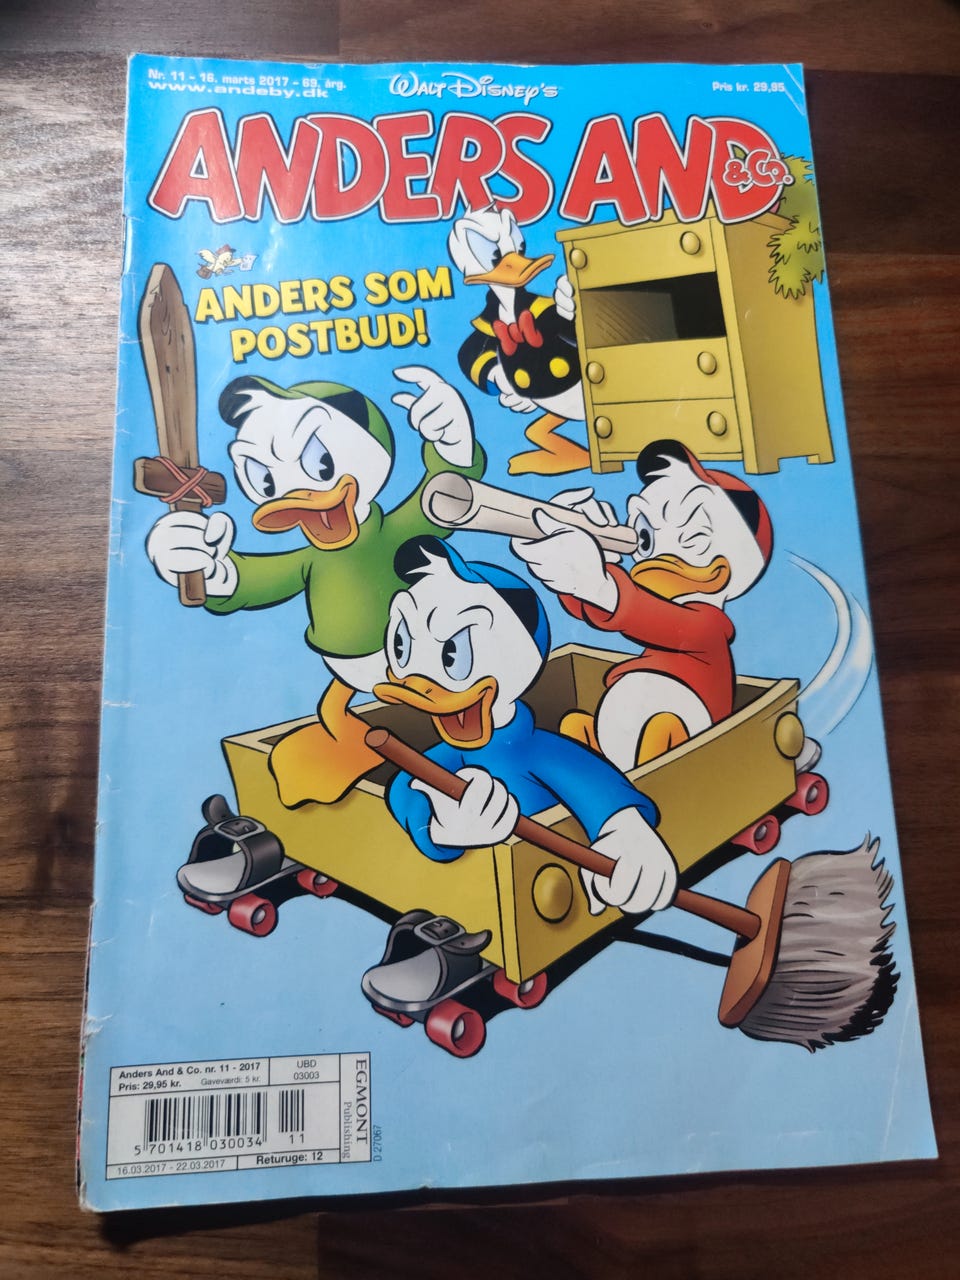 Nr. 11 - 16. marts 2017 - 69. årg.
www.andeby.dk
WALT DISNEY'S
Pris kr. 29,95
ANDERS AND
& Co.
ANDERS SOM
POSTBUD!
Anders And & Co. nr. 11 - 2017
Pris: 29,95 kr. Gaveværdi: 5 kr.
UBD
03003
5 701418 030034 11
16.03.2017 - 22.03.2017 Returuge: 12
EGMONT
Publishing
D 27067